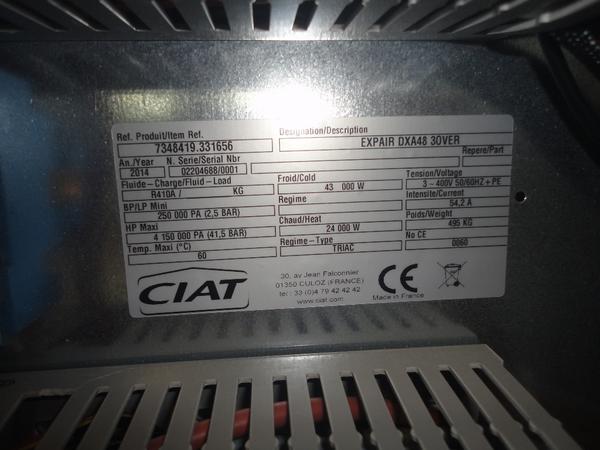 Ref. Produit/Item Ref.
7348419.331656
Designation/Description
EXPAIR DXA48 3OVER
An./Year
2014
N. Serie/Serial Nbr
02204688/0001
Repere/Part
Fluide-Charge/Fluid-Load
R410A / KG
Froid/Cold
43 000 W
Tension/Voltage
3~400V 50/60HZ+PE
BP/LP Mini
250 000 PA (2,5 BAR)
Regime
Intensite/Current
54,2 A
HP Maxi
4 150 000 PA (41,5 BAR)
Chaud/Heat
24 000 W
Poids/Weight
495 KG
Temp. Maxi (°C)
60
Regime-Type
TRIAC
No CE
0060
CIAT
30, av Jean Falconnier
01350 CULOZ (FRANCE)
tel : 33 (0)4 79 42 42 42
www.ciat.com
CE
Made in France